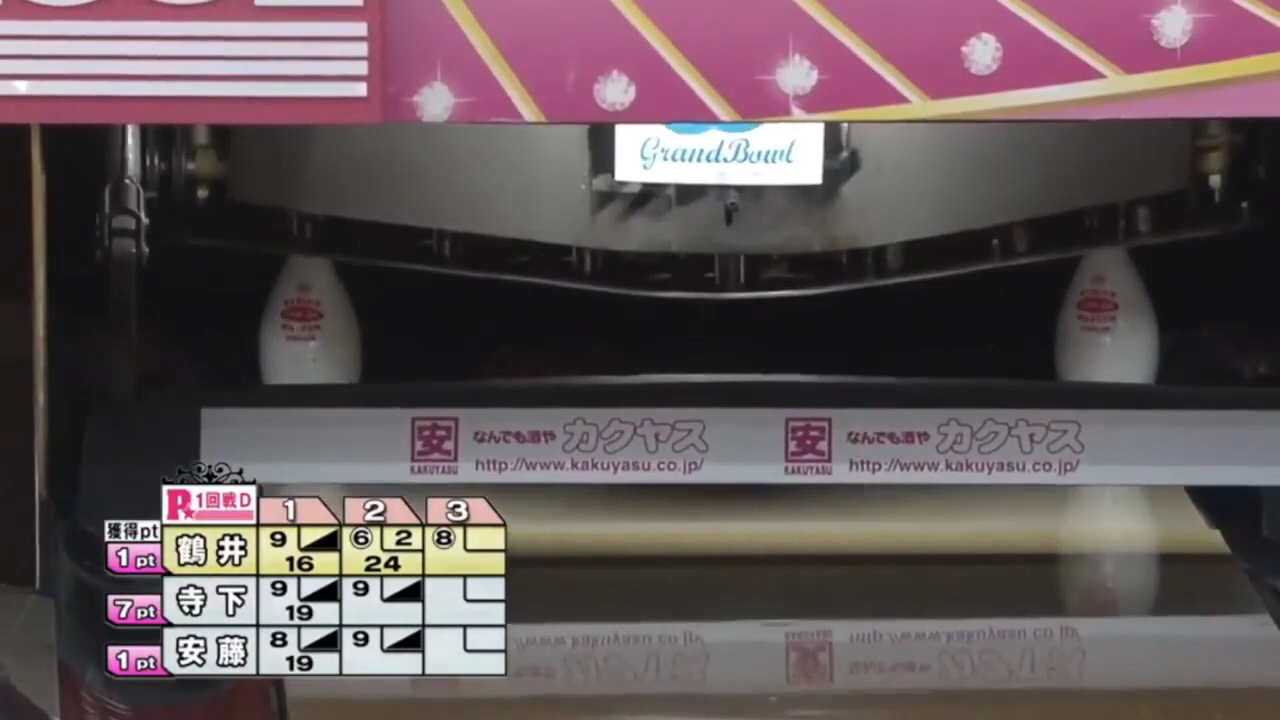 GrandBowl
安 なんでも酒や カクヤス 安 なんでも酒や カクヤス
KAKUYASU http://www.kakuyasu.co.jp/ KAKUYASU http://www.kakuyasu.co.jp/
R 1回戦D 1 2 3
獲得pt
1pt 鶴井 9 ⑥ 2 ⑧
16 24
7pt 寺下 9 9
19
1pt 安藤 8 9
19